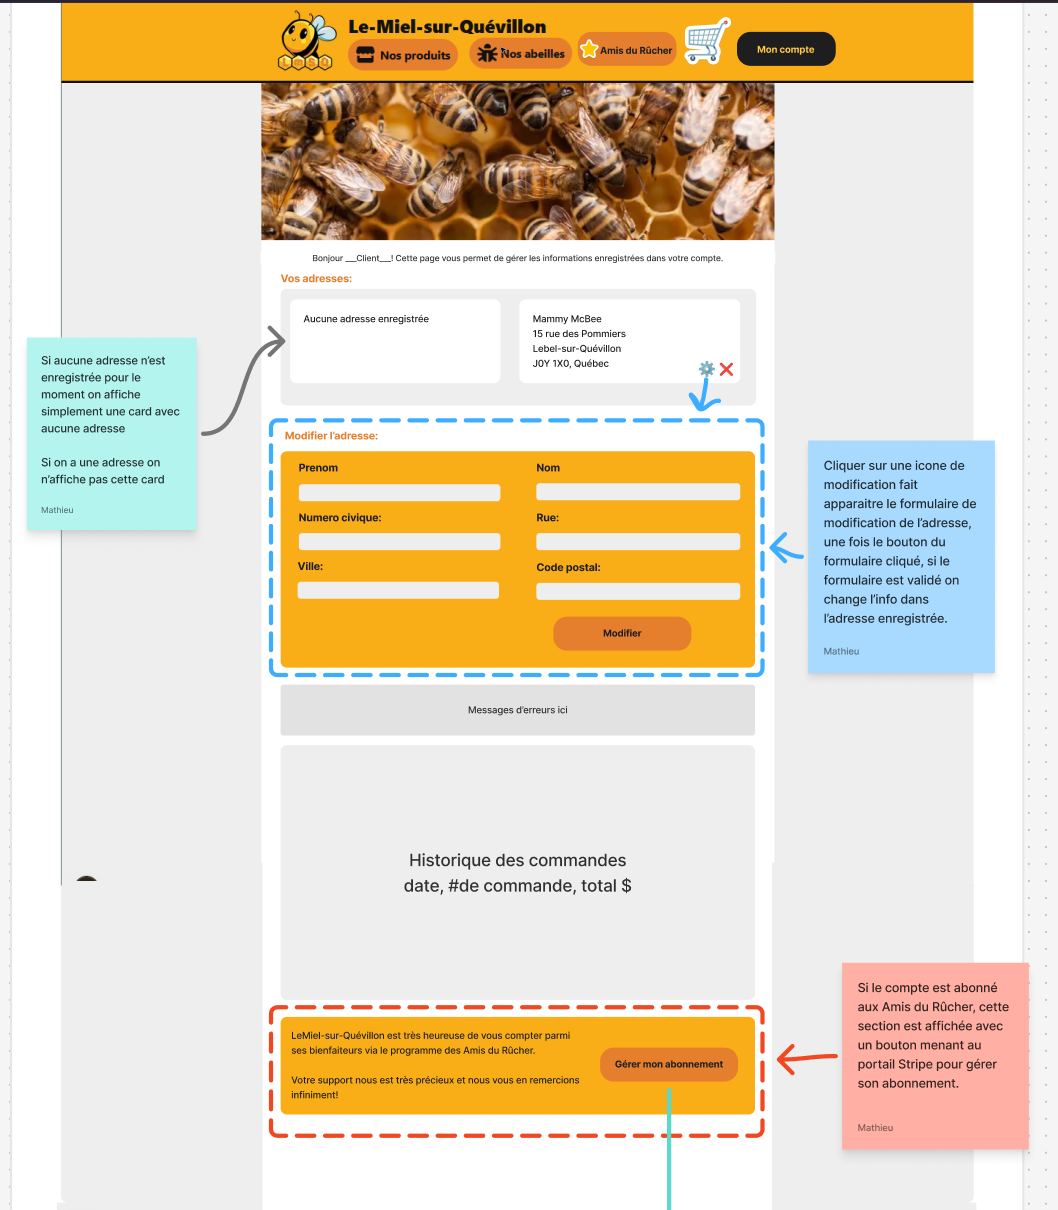 Le-Miel-sur-Quévillon
Nos produits
Nos abeilles
Amis du Rûcher
Mon compte
LmSQ
Bonjour ___Client___! Cette page vous permet de gérer les informations enregistrées dans votre compte.
Vos adresses:
Aucune adresse enregistrée
Mammy McBee
15 rue des Pommiers
Lebel-sur-Quévillon
J0Y 1X0, Québec
Si aucune adresse n'est
enregistrée pour le
moment on affiche
simplement une card avec
aucune adresse
Si on a une adresse on
n'affiche pas cette card
Mathieu
Modifier l'adresse:
Prenom
Nom
Numero civique:
Rue:
Ville:
Code postal:
Modifier
Cliquer sur une icone de
modification fait
apparaitre le formulaire de
modification de l'adresse,
une fois le bouton du
formulaire cliqué, si le
formulaire est validé on
change l'info dans
l'adresse enregistrée.
Mathieu
Messages d'erreurs ici
Historique des commandes
date, #de commande, total $
LeMiel-sur-Quévillon est très heureuse de vous compter parmi
ses bienfaiteurs via le programme des Amis du Rûcher.
Votre support nous est très précieux et nous vous en remercions
infiniment!
Gérer mon abonnement
Si le compte est abonné
aux Amis du Rûcher, cette
section est affichée avec
un bouton menant au
portail Stripe pour gérer
son abonnement.
Mathieu